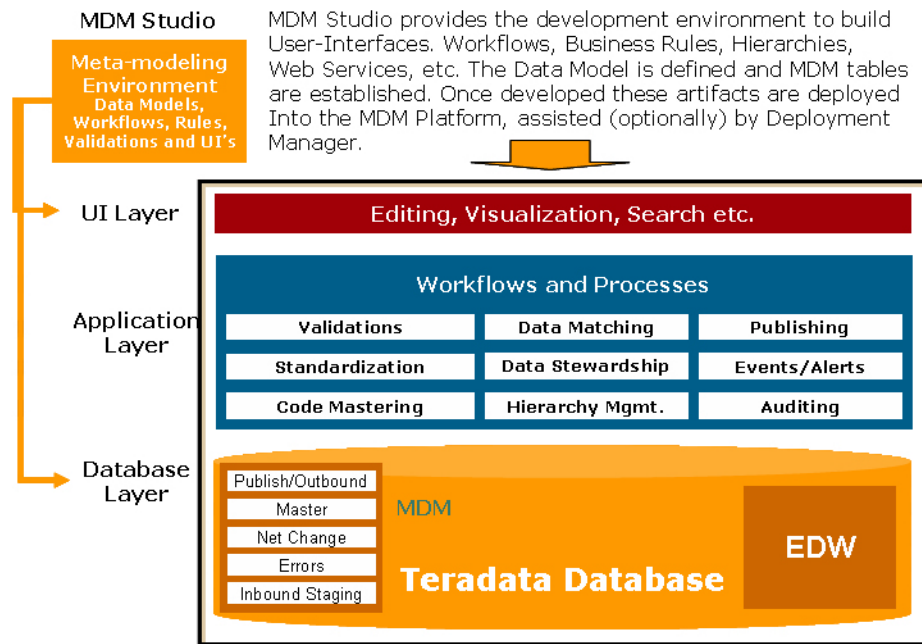 MDM Studio
Meta-modeling
Environment
Data Models,
Workflows, Rules,
Validations and UI's
MDM Studio provides the development environment to build
User-Interfaces. Workflows, Business Rules, Hierarchies,
Web Services, etc. The Data Model is defined and MDM tables
are established. Once developed these artifacts are deployed
Into the MDM Platform, assisted (optionally) by Deployment
Manager.
UI Layer
Editing, Visualization, Search etc.
Application
Layer
Workflows and Processes
Validations
Data Matching
Publishing
Standardization
Data Stewardship
Events/Alerts
Code Mastering
Hierarchy Mgmt.
Auditing
Database
Layer
Publish/Outbound
Master
Net Change
Errors
Inbound Staging
MDM
Teradata Database
EDW